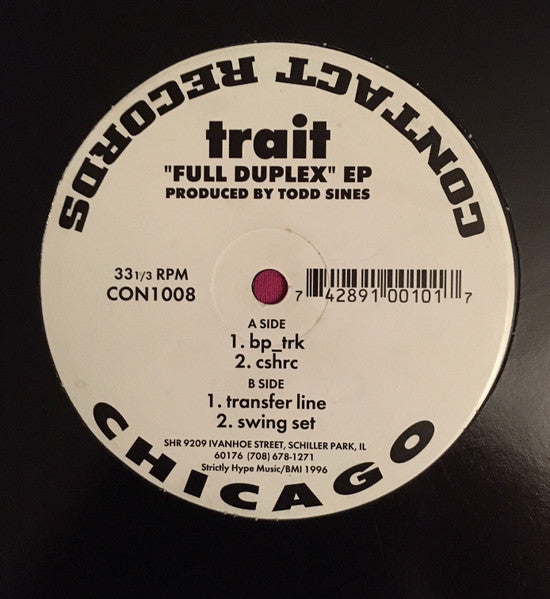 CONTACT RECORDS
trait
"FULL DUPLEX" EP
PRODUCED BY TODD SINES
33 1/3 RPM
CON1008
7 42891 00101 7
A SIDE
1. bp_trk
2. cshrc
B SIDE
1. transfer line
2. swing set
SHR 9209 IVANHOE STREET, SCHILLER PARK, IL
60176 (708) 678-1271
Strictly Hype Music/BMI 1996
CHICAGO